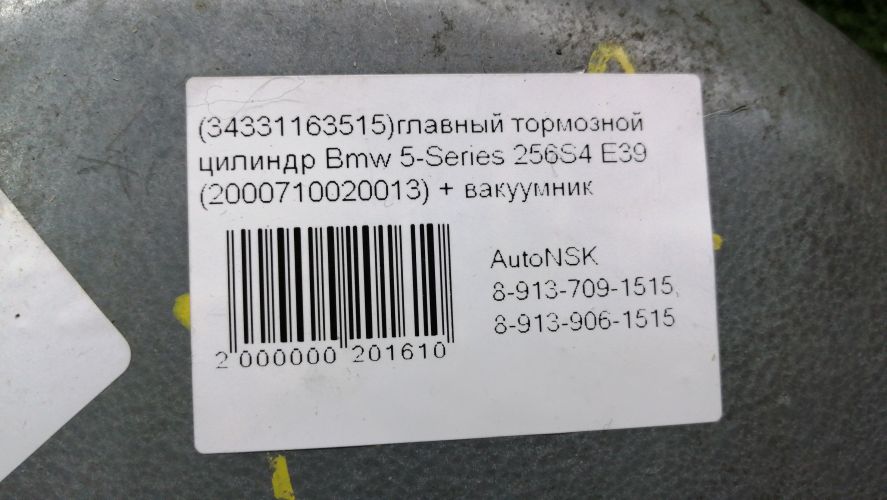 (34331163515)главный тормозной
цилиндр Bmw 5-Series 256S4 E39
(2000710020013) + вакуумник
AutoNSK
8-913-709-1515,
8-913-906-1515
2 000000 201610